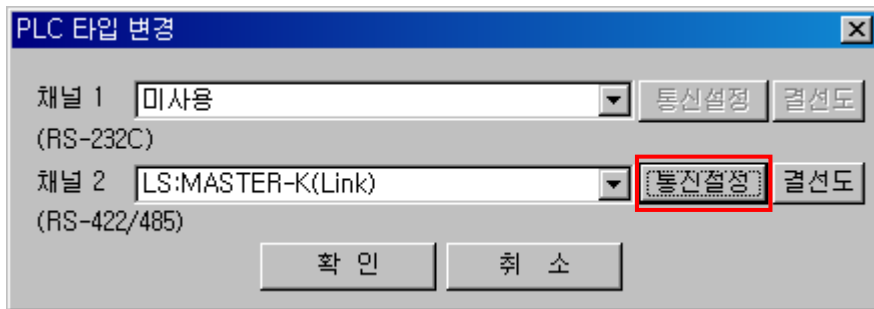 PLC 타입 변경
채널 1 미사용 통신설정 결선도
(RS-232C)
채널 2 LS:MASTER-K(Link) 통신설정 결선도
(RS-422/485)
확 인 취 소